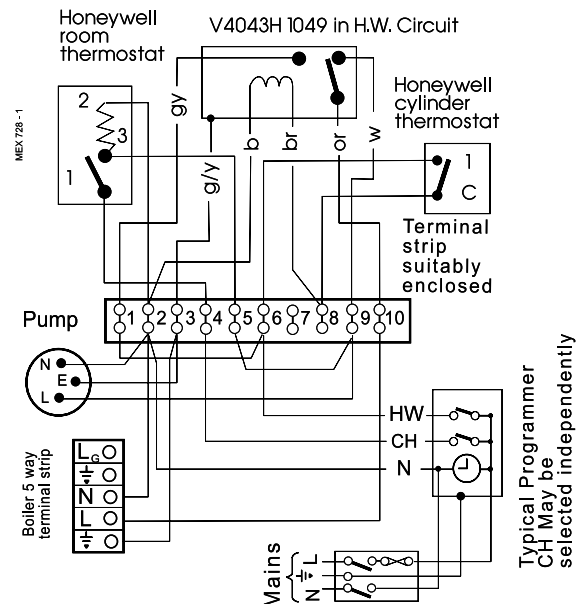 Honeywell
room
thermostat
V4043H 1049 in H.W. Circuit
Honeywell
cylinder
thermostat
MEX 728 - 1
2
3
1
gy
b
br
or
w
g/y
1
C
Terminal
strip
suitably
enclosed
1 2 3 4 5 6 7 8 9 10
Pump
N
E
L
HW
CH
N
Boiler 5 way
terminal strip
LG
N
L
Typical Programmer
CH May be
selected independently
Mains
L
N